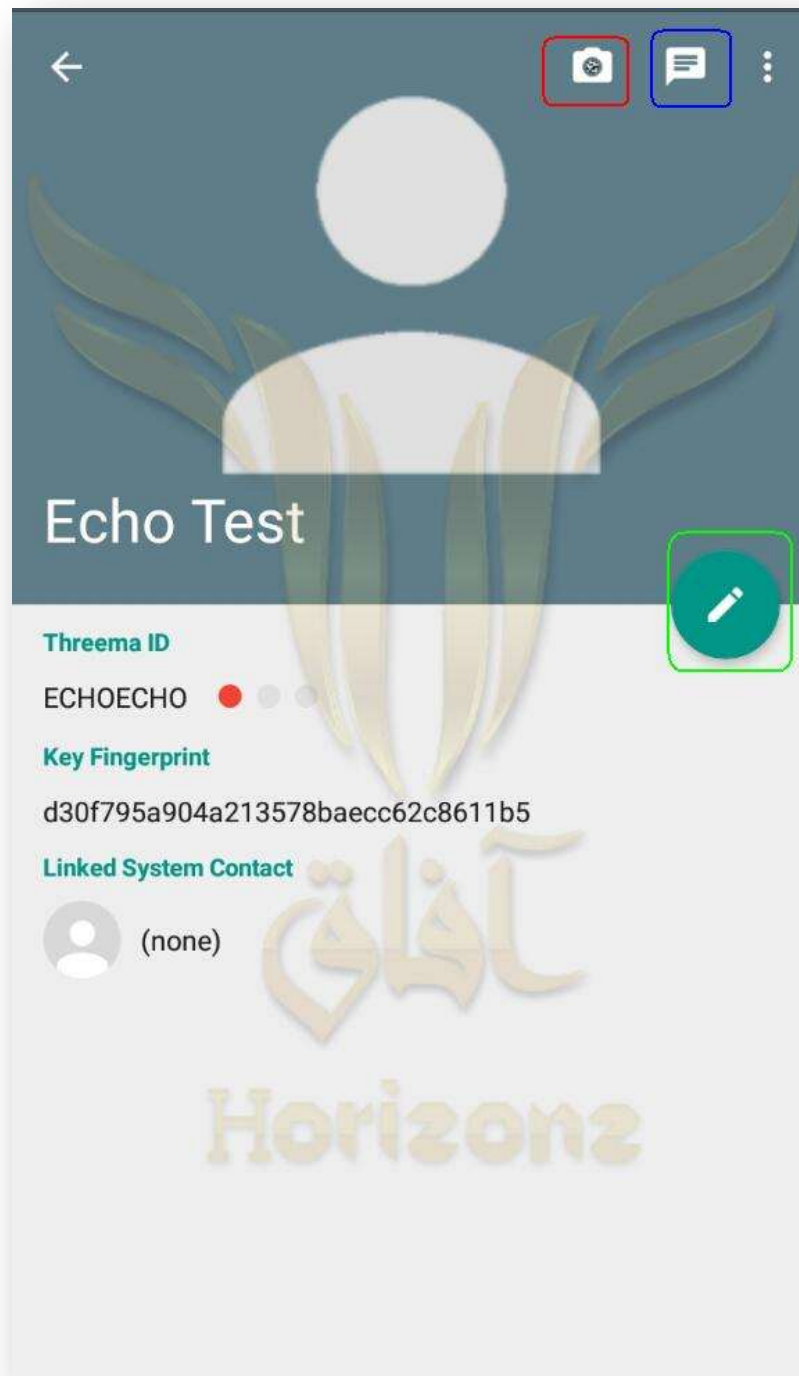 Echo Test
Threema ID
ECHOECHO
Key Fingerprint
d30f795a904a213578baecc62c8611b5
Linked System Contact
(none)
آفاق
Horizons